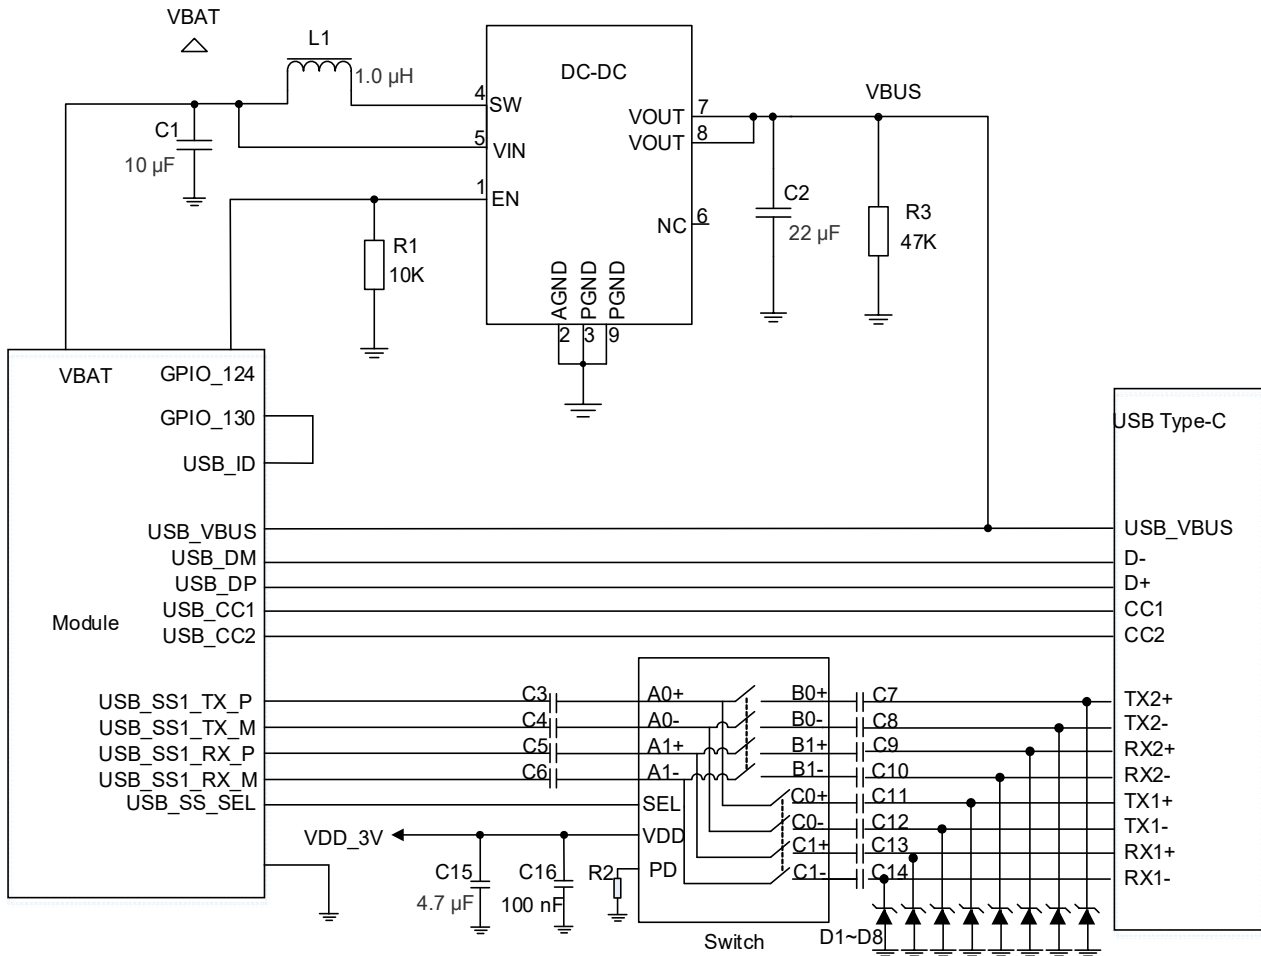 VBAT
L1
1.0 µH
DC-DC
4
SW
7
VOUT
VBUS
C1
10 µF
5
VIN
8
VOUT
1
EN
C2
22 µF
6
NC
R3
47K
R1
10K
AGND
PGND
PGND
2
3
9
VBAT
GPIO_124
GPIO_130
USB_ID
USB Type-C
USB_VBUS
USB_VBUS
USB_DM
D-
USB_DP
D+
USB_CC1
CC1
USB_CC2
CC2
Module
USB_SS1_TX_P
C3
A0+
B0+
C7
TX2+
USB_SS1_TX_M
C4
A0-
B0-
C8
TX2-
USB_SS1_RX_P
C5
A1+
B1+
C9
RX2+
USB_SS1_RX_M
C6
A1-
B1-
C10
RX2-
USB_SS_SEL
SEL
C0+
C11
TX1+
VDD_3V
VDD
C0-
C12
TX1-
C1+
C13
RX1+
C15
4.7 µF
C16
100 nF
R2
PD
C1-
C14
RX1-
Switch
D1~D8